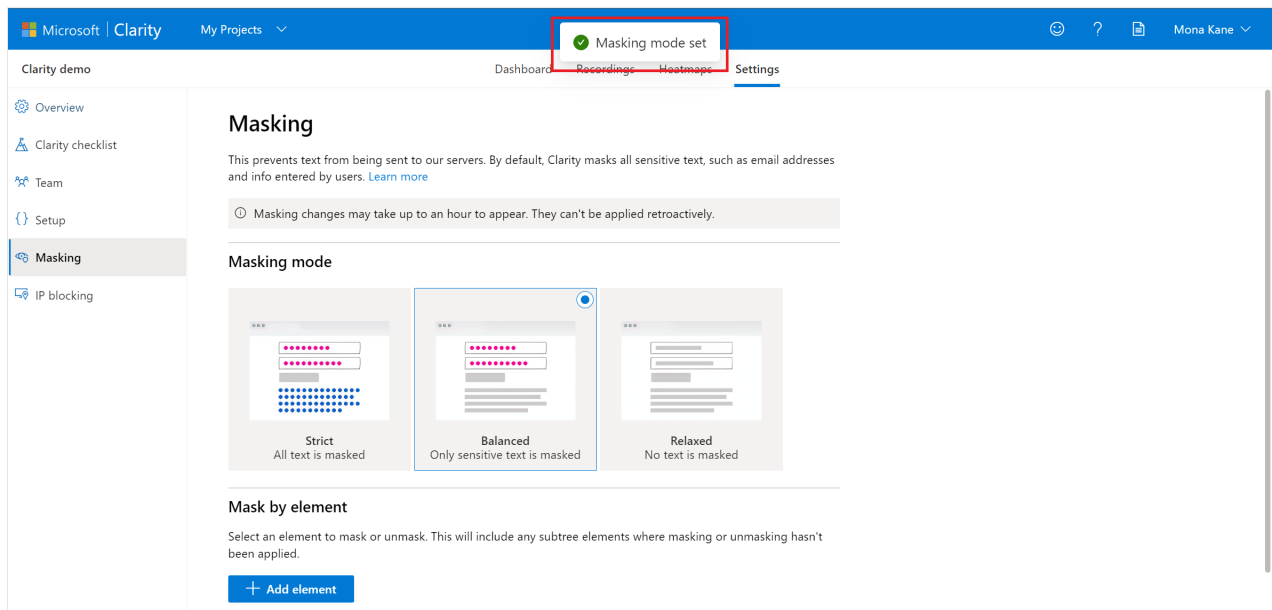 Microsoft | Clarity My Projects Masking mode set ? Mona Kane
Clarity demo Dashboard Recordings Heatmaps Settings
Overview
Clarity checklist
Team
Setup
Masking
IP blocking
Masking
This prevents text from being sent to our servers. By default, Clarity masks all sensitive text, such as email addresses
and info entered by users. Learn more
Masking changes may take up to an hour to appear. They can't be applied retroactively.
Masking mode
Strict
All text is masked
Balanced
Only sensitive text is masked
Relaxed
No text is masked
Mask by element
Select an element to mask or unmask. This will include any subtree elements where masking or unmasking hasn't
been applied.
+ Add element